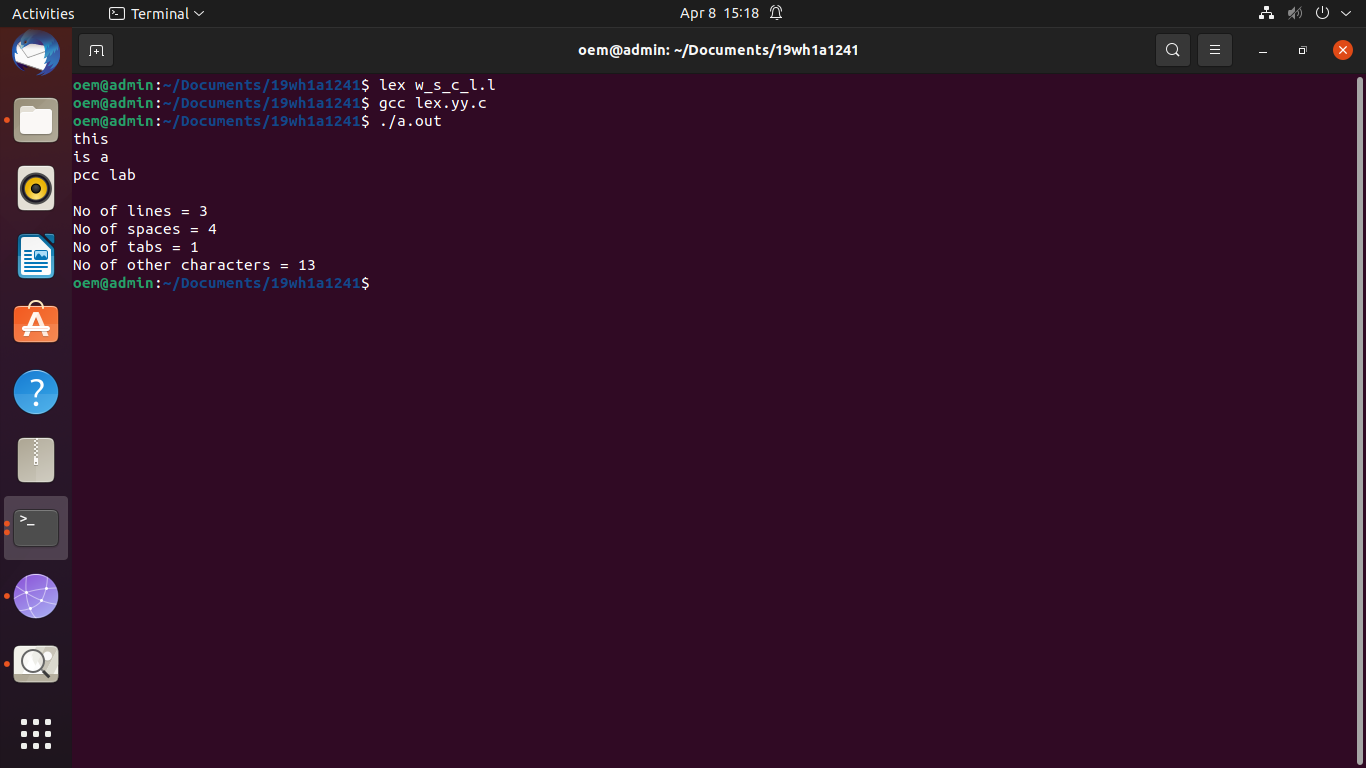 Activities
Terminal
Apr 8 15:18
oem@admin: ~/Documents/19wh1a1241
oem@admin:~/Documents/19wh1a1241$ lex w_s_c_l.l
oem@admin:~/Documents/19wh1a1241$ gcc lex.yy.c
oem@admin:~/Documents/19wh1a1241$ ./a.out
this
is a
pcc lab
No of lines = 3
No of spaces = 4
No of tabs = 1
No of other characters = 13
oem@admin:~/Documents/19wh1a1241$